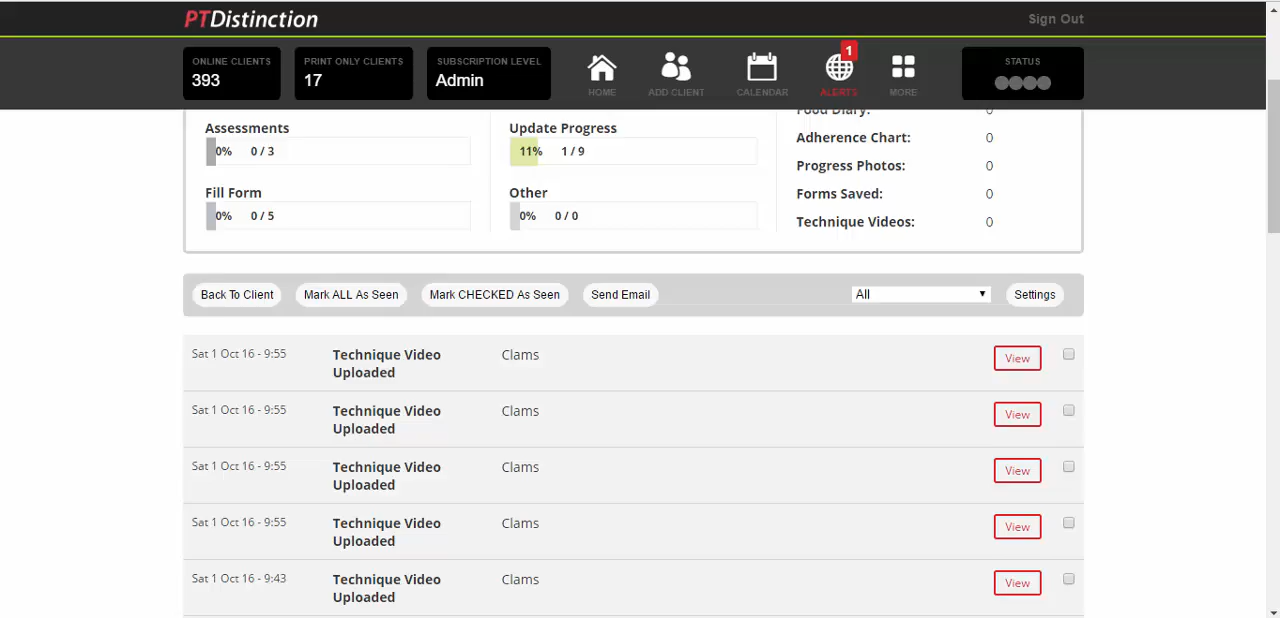 PTDistinction
Sign Out
ONLINE CLIENTS
393
PRINT ONLY CLIENTS
17
SUBSCRIPTION LEVEL
Admin
HOME
ADD CLIENT
CALENDAR
1
ALERTS
MORE
STATUS
Assessments
0% 0 / 3
Update Progress
11% 1 / 9
Fill Form
0% 0 / 5
Other
0% 0 / 0
Food Diary: 0
Adherence Chart: 0
Progress Photos: 0
Forms Saved: 0
Technique Videos: 0
Back To Client Mark ALL As Seen Mark CHECKED As Seen Send Email All Settings
Sat 1 Oct 16 - 9:55 Technique Video Clams View
Uploaded
Sat 1 Oct 16 - 9:55 Technique Video Clams View
Uploaded
Sat 1 Oct 16 - 9:55 Technique Video Clams View
Uploaded
Sat 1 Oct 16 - 9:55 Technique Video Clams View
Uploaded
Sat 1 Oct 16 - 9:43 Technique Video Clams View
Uploaded